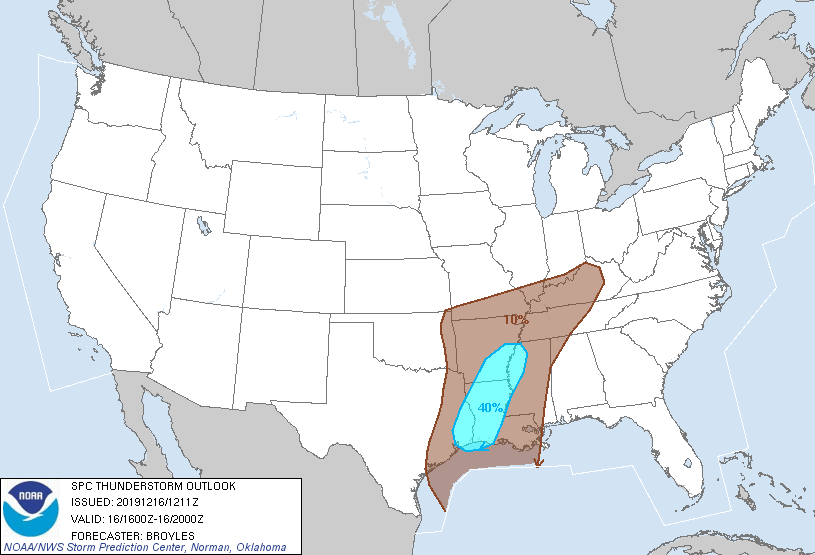 10%
40%
NOAA
SPC THUNDERSTORM OUTLOOK
ISSUED: 20191216/1211Z
VALID: 16/1600Z-16/2000Z
FORECASTER: BROYLES
NOAA/NWS Storm Prediction Center, Norman, Oklahoma